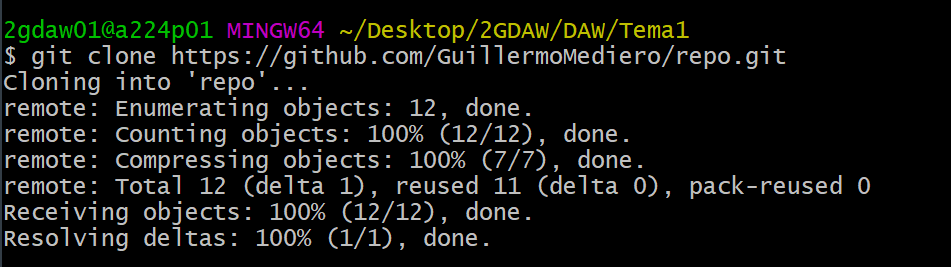 2gdaw01@a224p01 MINGW64 ~/Desktop/2GDAW/DAW/Tema1
$ git clone https://github.com/GuillermoMediero/repo.git
Cloning into 'repo'...
remote: Enumerating objects: 12, done.
remote: Counting objects: 100% (12/12), done.
remote: Compressing objects: 100% (7/7), done.
remote: Total 12 (delta 1), reused 11 (delta 0), pack-reused 0
Receiving objects: 100% (12/12), done.
Resolving deltas: 100% (1/1), done.